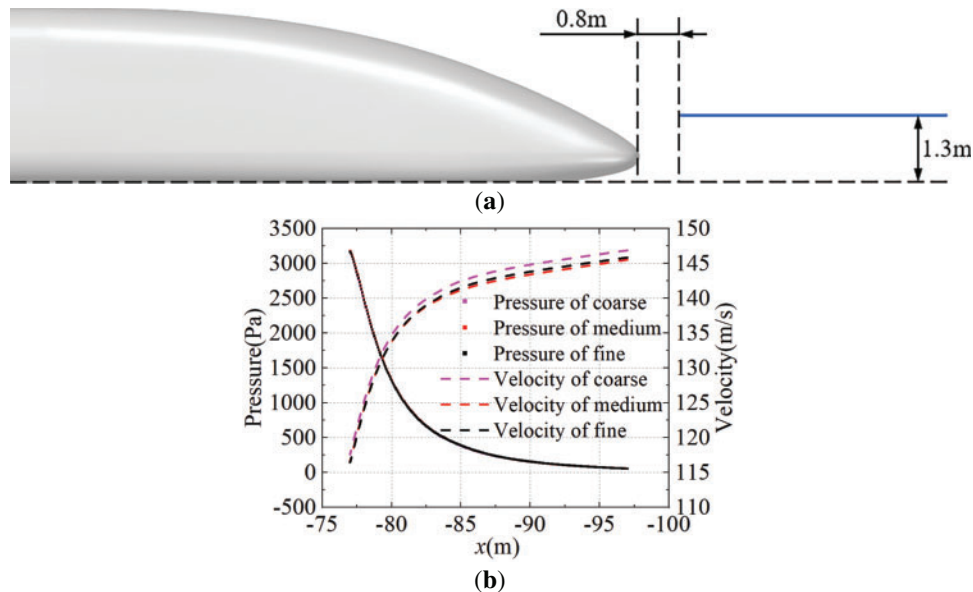 0.8m
1.3m
(a)
3500
3000
2500
2000
1500
1000
500
0
-500
Pressure(Pa)
150
145
140
135
130
125
120
115
110
Velocity(m/s)
Pressure of coarse
Pressure of medium
Pressure of fine
Velocity of coarse
Velocity of medium
Velocity of fine
-75 -80 -85 -90 -95 -100
x(m)
(b)